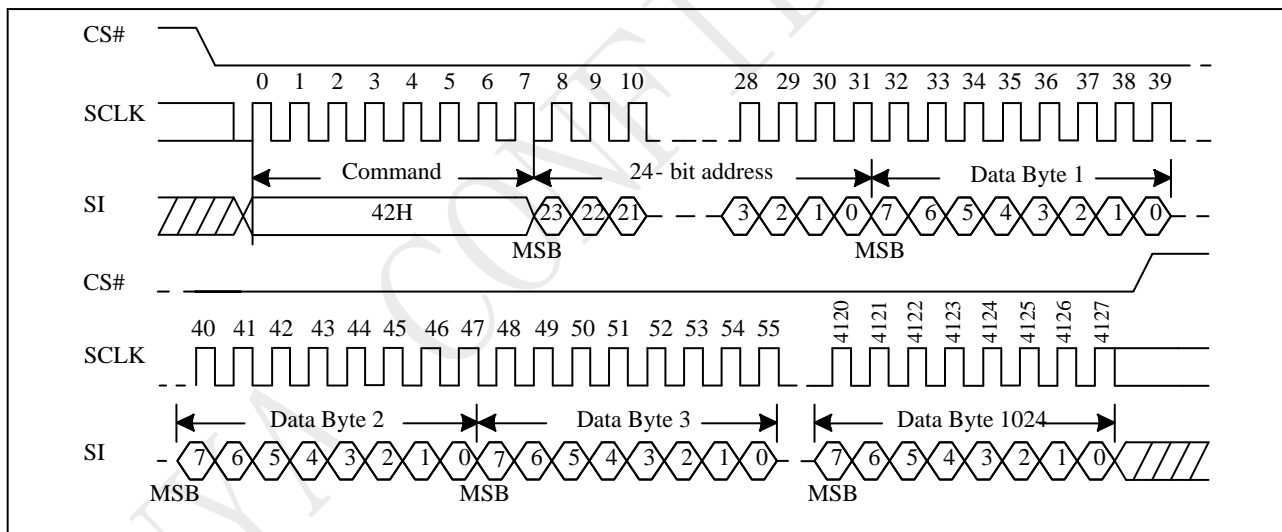 CS#
0 1 2 3 4 5 6 7 8 9 10 28 29 30 31 32 33 34 35 36 37 38 39
SCLK
Command 24- bit address Data Byte 1
SI 42H 23 22 21 3 2 1 0 7 6 5 4 3 2 1 0
MSB MSB
CS#
40 41 42 43 44 45 46 47 48 49 50 51 52 53 54 55 4120 4121 4122 4123 4124 4125 4126 4127
SCLK
Data Byte 2 Data Byte 3 Data Byte 1024
SI 7 6 5 4 3 2 1 0 7 6 5 4 3 2 1 0 7 6 5 4 3 2 1 0
MSB MSB MSB